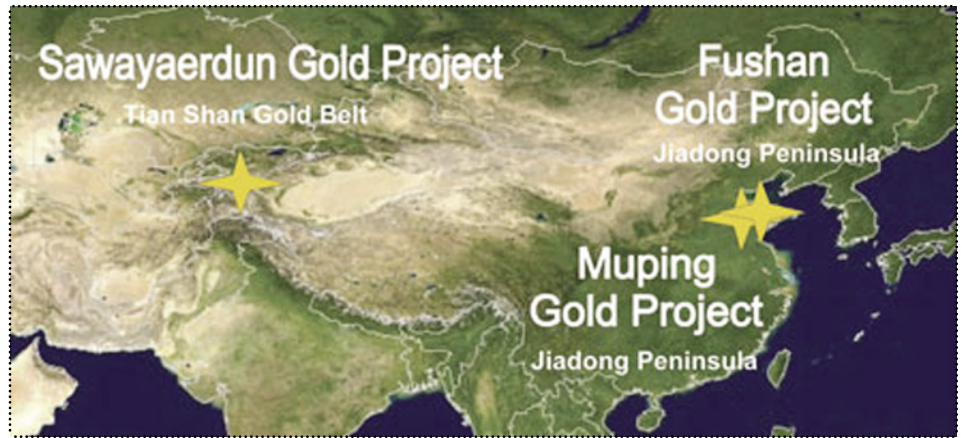 Sawayaerdun Gold Project
Tian Shan Gold Belt
Fushan
Gold Project
Jiadong Peninsula
Muping
Gold Project
Jiadong Peninsula